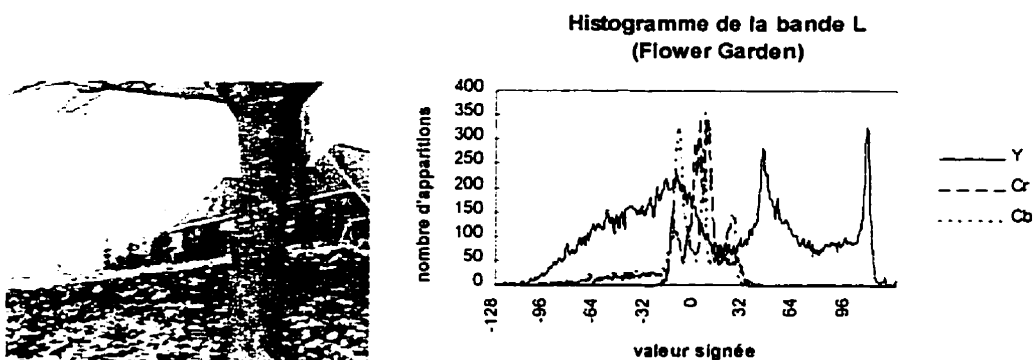 Histogramme de la bande L
(Flower Garden)
nombre d'apparitions
400
350
300
250
200
150
100
50
0
-128
-96
-64
-32
0
32
64
96
valeur signée
Y
Cr
Cb